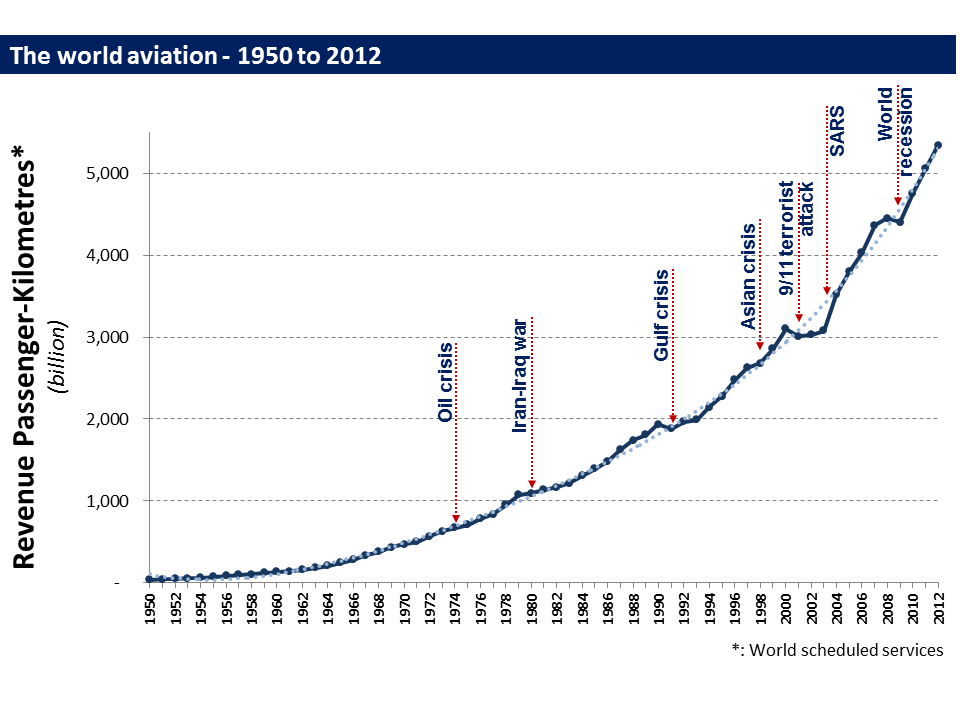 The world aviation - 1950 to 2012
Revenue Passenger-Kilometres*
(billion)
5,000
4,000
3,000
2,000
1,000
-
Oil crisis
Iran-Iraq war
Gulf crisis
Asian crisis
9/11 terrorist
attack
SARS
World
recession
1950 1952 1954 1956 1958 1960 1962 1964 1966 1968 1970 1972 1974 1976 1978 1980 1982 1984 1986 1988 1990 1992 1994 1996 1998 2000 2002 2004 2006 2008 2010 2012
*: World scheduled services